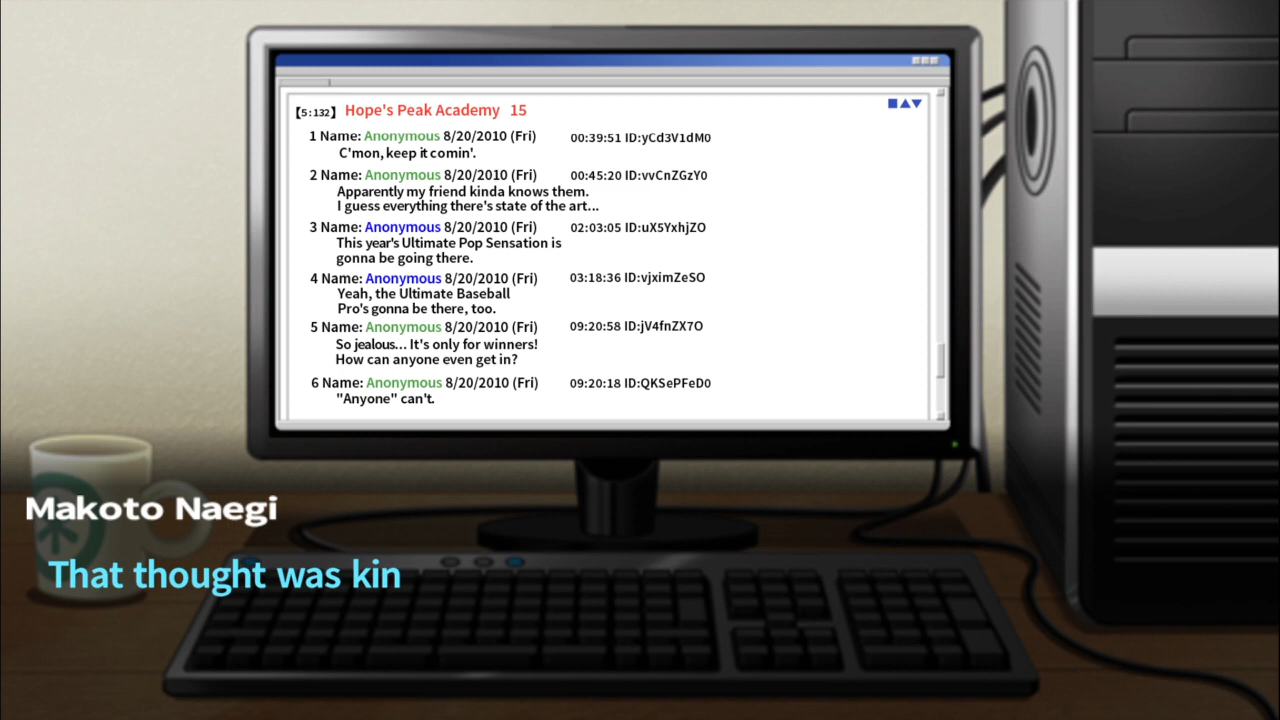 【5:132】 Hope's Peak Academy 15
1 Name: Anonymous 8/20/2010 (Fri) 00:39:51 ID:yCd3V1dM0
C'mon, keep it comin'.
2 Name: Anonymous 8/20/2010 (Fri) 00:45:20 ID:vvCnZGzY0
Apparently my friend kinda knows them.
I guess everything there's state of the art...
3 Name: Anonymous 8/20/2010 (Fri) 02:03:05 ID:uX5YxhjZO
This year's Ultimate Pop Sensation is
gonna be going there.
4 Name: Anonymous 8/20/2010 (Fri) 03:18:36 ID:vjximZeSO
Yeah, the Ultimate Baseball
Pro's gonna be there, too.
5 Name: Anonymous 8/20/2010 (Fri) 09:20:58 ID:jV4fnZX7O
So jealous... It's only for winners!
How can anyone even get in?
6 Name: Anonymous 8/20/2010 (Fri) 09:20:18 ID:QKSePFeD0
"Anyone" can't.
Makoto Naegi
That thought was kin